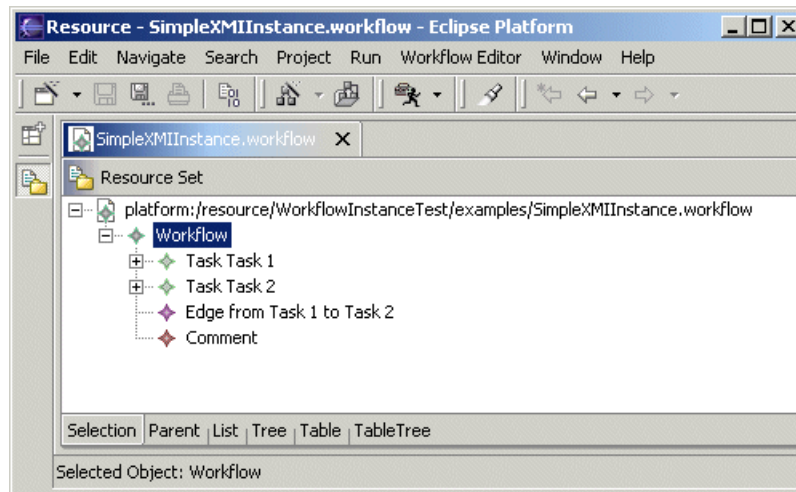 Resource - SimpleXMIInstance.workflow - Eclipse Platform
File Edit Navigate Search Project Run Workflow Editor Window Help
SimpleXMIInstance.workflow
Resource Set
platform:/resource/WorkflowInstanceTest/examples/SimpleXMIInstance.workflow
Workflow
Task Task 1
Task Task 2
Edge from Task 1 to Task 2
Comment
Selection Parent List Tree Table TableTree
Selected Object: Workflow